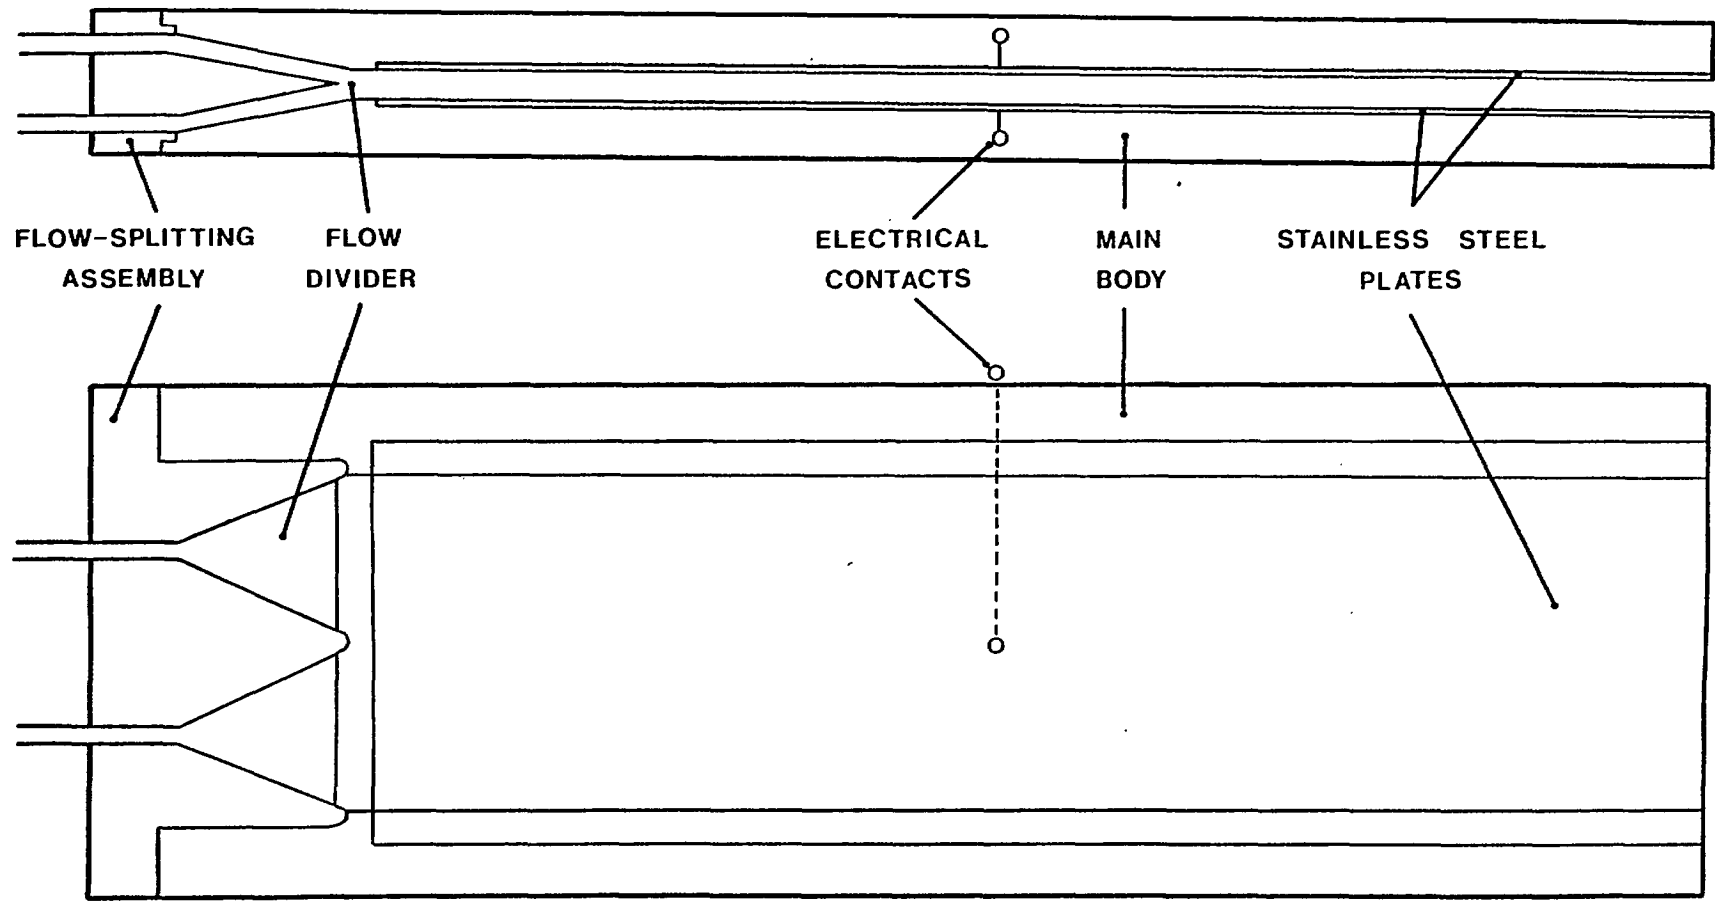 FLOW-SPLITTING
ASSEMBLY
FLOW
DIVIDER
ELECTRICAL
CONTACTS
MAIN
BODY
STAINLESS STEEL
PLATES